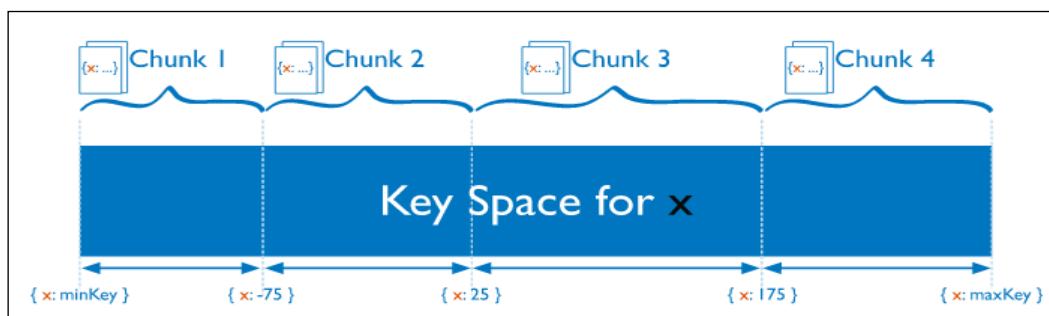 {x: ...} Chunk 1 {x: ...} Chunk 2 {x: ...} Chunk 3 {x: ...} Chunk 4
Key Space for x
{ x: minKey } { x: -75 } { x: 25 } { x: 175 } { x: maxKey }